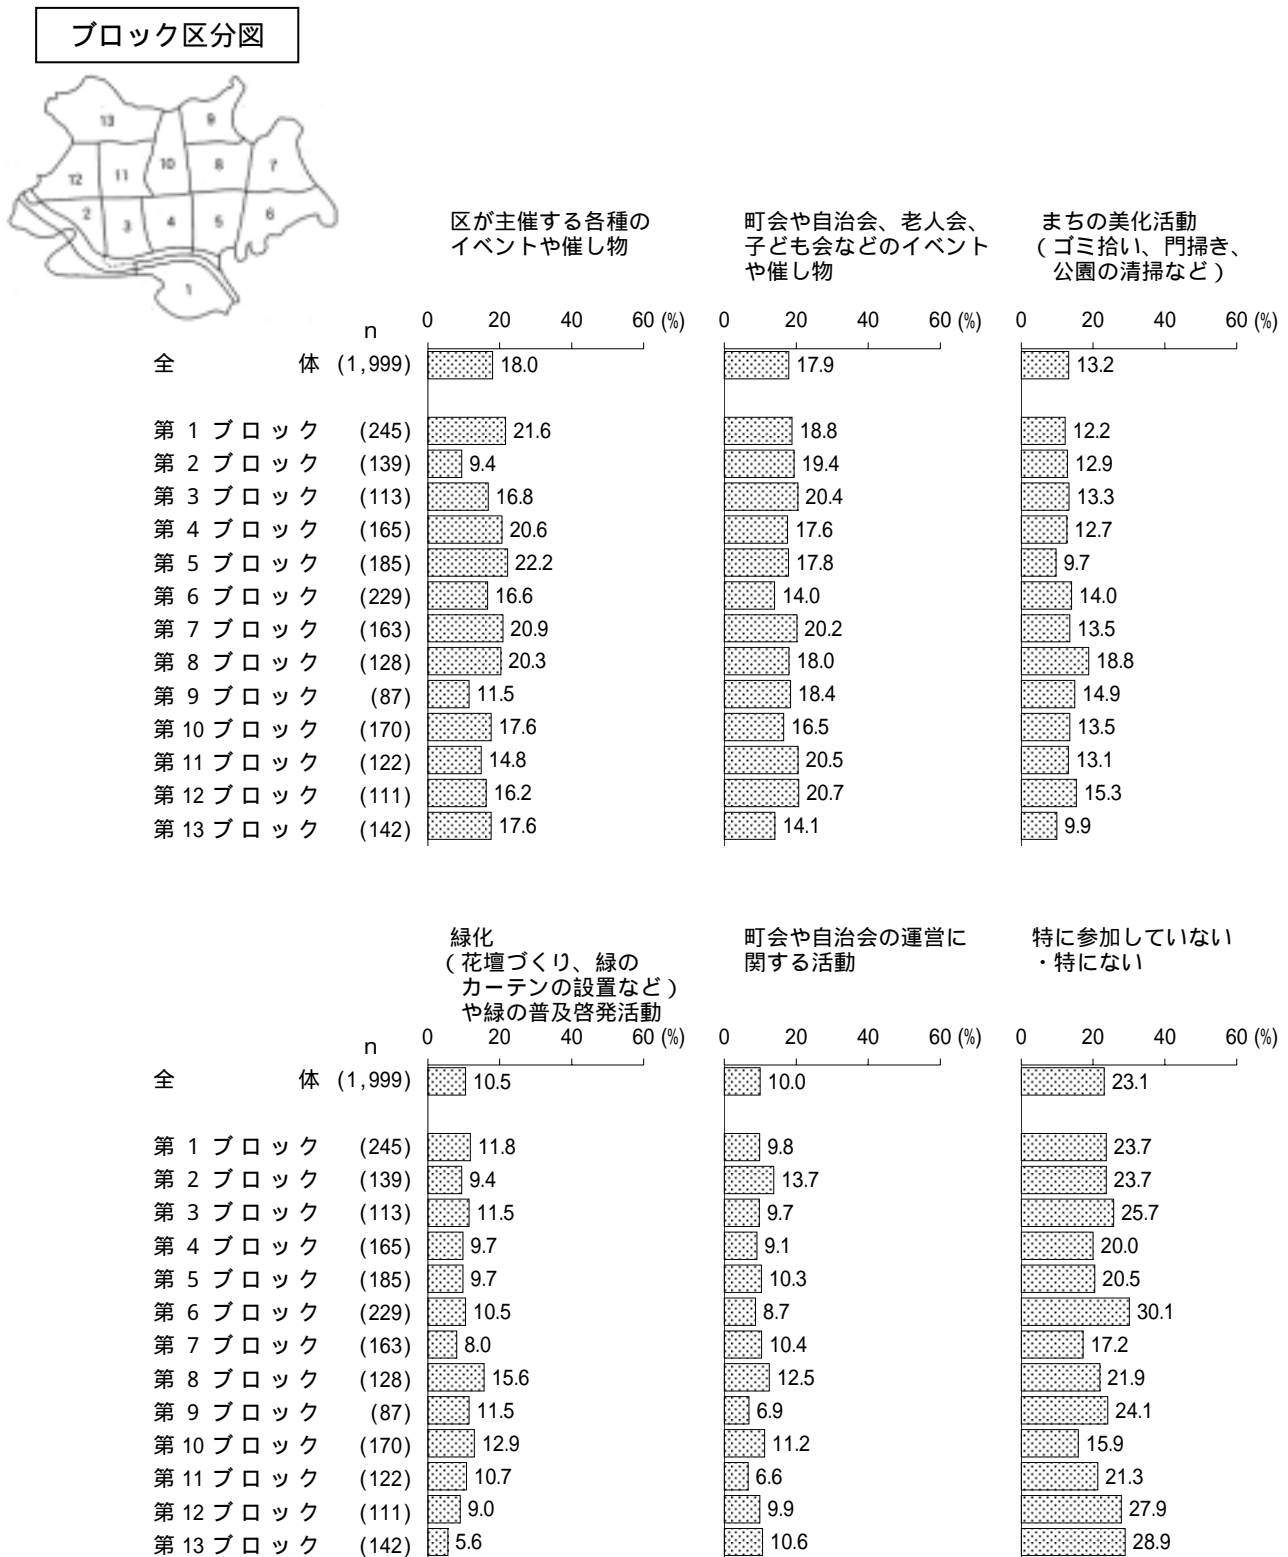 ブロック区分図
13
9
10
8
7
12
11
2
3
4
5
6
1
区が主催する各種の
イベントや催し物
町会や自治会、老人会、
子ども会などのイベント
や催し物
まちの美化活動
(ゴミ拾い、門掃き、
公園の清掃など)
n 0 20 40 60 (%) 0 20 40 60 (%) 0 20 40 60 (%)
全体 (1,999) 18.0 17.9 13.2
第1ブロック (245) 21.6 18.8 12.2
第2ブロック (139) 9.4 19.4 12.9
第3ブロック (113) 16.8 20.4 13.3
第4ブロック (165) 20.6 17.6 12.7
第5ブロック (185) 22.2 17.8 9.7
第6ブロック (229) 16.6 14.0 14.0
第7ブロック (163) 20.9 20.2 13.5
第8ブロック (128) 20.3 18.0 18.8
第9ブロック (87) 11.5 18.4 14.9
第10ブロック (170) 17.6 16.5 13.5
第11ブロック (122) 14.8 20.5 13.1
第12ブロック (111) 16.2 20.7 15.3
第13ブロック (142) 17.6 14.1 9.9
緑化
(花壇づくり、緑の
カーテンの設置など)
や緑の普及啓発活動
町会や自治会の運営に
関する活動
特に参加していない
・特にない
n 0 20 40 60 (%) 0 20 40 60 (%) 0 20 40 60 (%)
全体 (1,999) 10.5 10.0 23.1
第1ブロック (245) 11.8 9.8 23.7
第2ブロック (139) 9.4 13.7 23.7
第3ブロック (113) 11.5 9.7 25.7
第4ブロック (165) 9.7 9.1 20.0
第5ブロック (185) 9.7 10.3 20.5
第6ブロック (229) 10.5 8.7 30.1
第7ブロック (163) 8.0 10.4 17.2
第8ブロック (128) 15.6 12.5 21.9
第9ブロック (87) 11.5 6.9 24.1
第10ブロック (170) 12.9 11.2 15.9
第11ブロック (122) 10.7 6.6 21.3
第12ブロック (111) 9.0 9.9 27.9
第13ブロック (142) 5.6 10.6 28.9